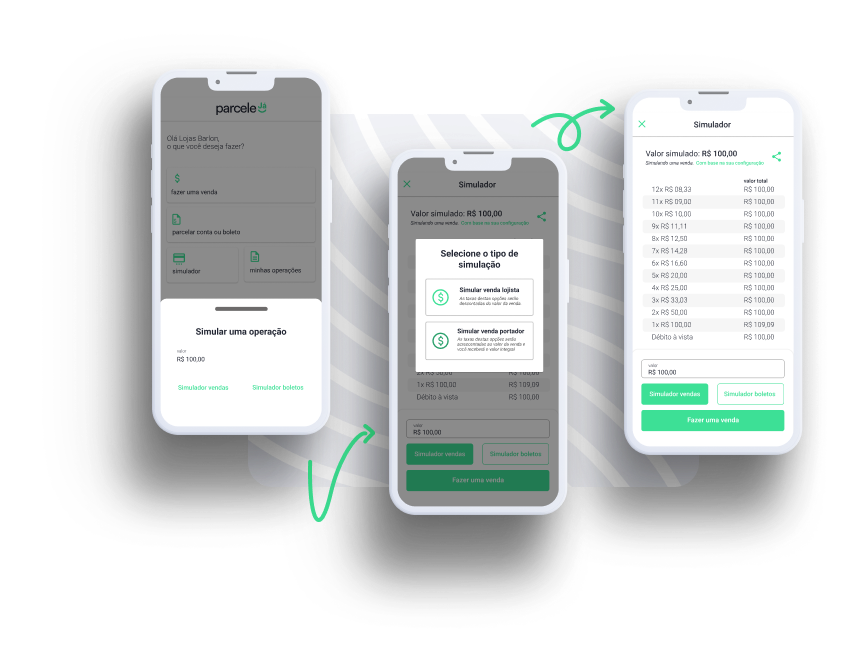 parcele já
Olá Lojas Barlon,
o que você deseja fazer?
fazer uma venda
parcelar conta ou boleto
simulador
minhas operações
Simular uma operação
valor
R$ 100,00
Simulador vendas
Simulador boletos
Simulador
Valor simulado: R$ 100,00
Simulando uma venda. Com base na sua configuração
Selecione o tipo de
simulação
Simular venda lojista
As taxas destas opções serão
descontadas do valor da venda.
Simular venda portador
As taxas destas opções serão
acrescentadas ao valor da venda e
você receberá o valor integral
2x R$ 50,00 R$ 100,00
1x R$ 100,00 R$ 109,09
Débito à vista R$ 100,00
valor
R$ 100,00
Simulador vendas
Simulador boletos
Fazer uma venda
Simulador
Valor simulado: R$ 100,00
Simulando uma venda. Com base na sua configuração
valor total
12x R$ 08,33 R$ 100,00
11x R$ 09,00 R$ 100,00
10x R$ 10,00 R$ 100,00
9x R$ 11,11 R$ 100,00
8x R$ 12,50 R$ 100,00
7x R$ 14,28 R$ 100,00
6x R$ 16,60 R$ 100,00
5x R$ 20,00 R$ 100,00
4x R$ 25,00 R$ 100,00
3x R$ 33,03 R$ 100,00
2x R$ 50,00 R$ 100,00
1x R$ 100,00 R$ 109,09
Débito à vista R$ 100,00
valor
R$ 100,00
Simulador vendas
Simulador boletos
Fazer uma venda